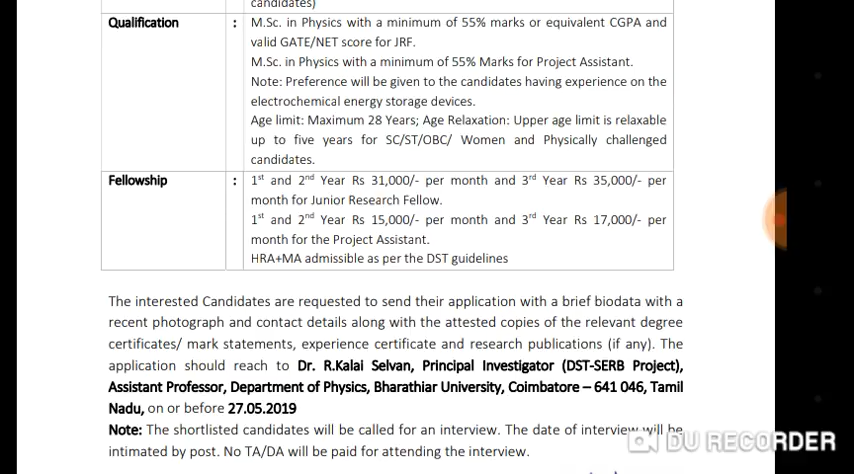 candidates)
Qualification : M.Sc. in Physics with a minimum of 55% marks or equivalent CGPA and
valid GATE/NET score for JRF.
M.Sc. in Physics with a minimum of 55% Marks for Project Assistant.
Note: Preference will be given to the candidates having experience on the
electrochemical energy storage devices.
Age limit: Maximum 28 Years; Age Relaxation: Upper age limit is relaxable
up to five years for SC/ST/OBC/ Women and Physically challenged
candidates.
Fellowship : 1st and 2nd Year Rs 31,000/- per month and 3rd Year Rs 35,000/- per
month for Junior Research Fellow.
1st and 2nd Year Rs 15,000/- per month and 3rd Year Rs 17,000/- per
month for the Project Assistant.
HRA+MA admissible as per the DST guidelines
The interested Candidates are requested to send their application with a brief biodata with a
recent photograph and contact details along with the attested copies of the relevant degree
certificates/ mark statements, experience certificate and research publications (if any). The
application should reach to Dr. R.Kalai Selvan, Principal Investigator (DST-SERB Project),
Assistant Professor, Department of Physics, Bharathiar University, Coimbatore – 641 046, Tamil
Nadu, on or before 27.05.2019
Note: The shortlisted candidates will be called for an interview. The date of interview will be
intimated by post. No TA/DA will be paid for attending the interview.
DU RECORDER